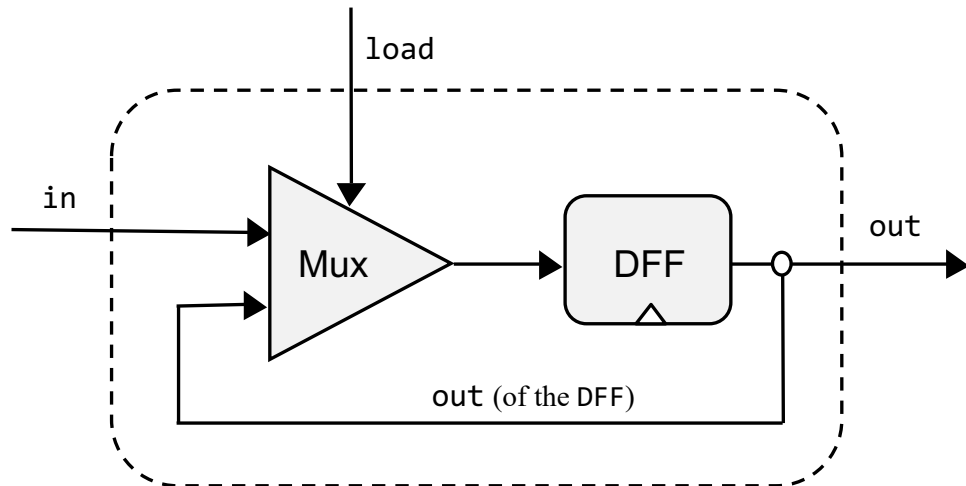 load
in
Mux
DFF
out
out (of the DFF)